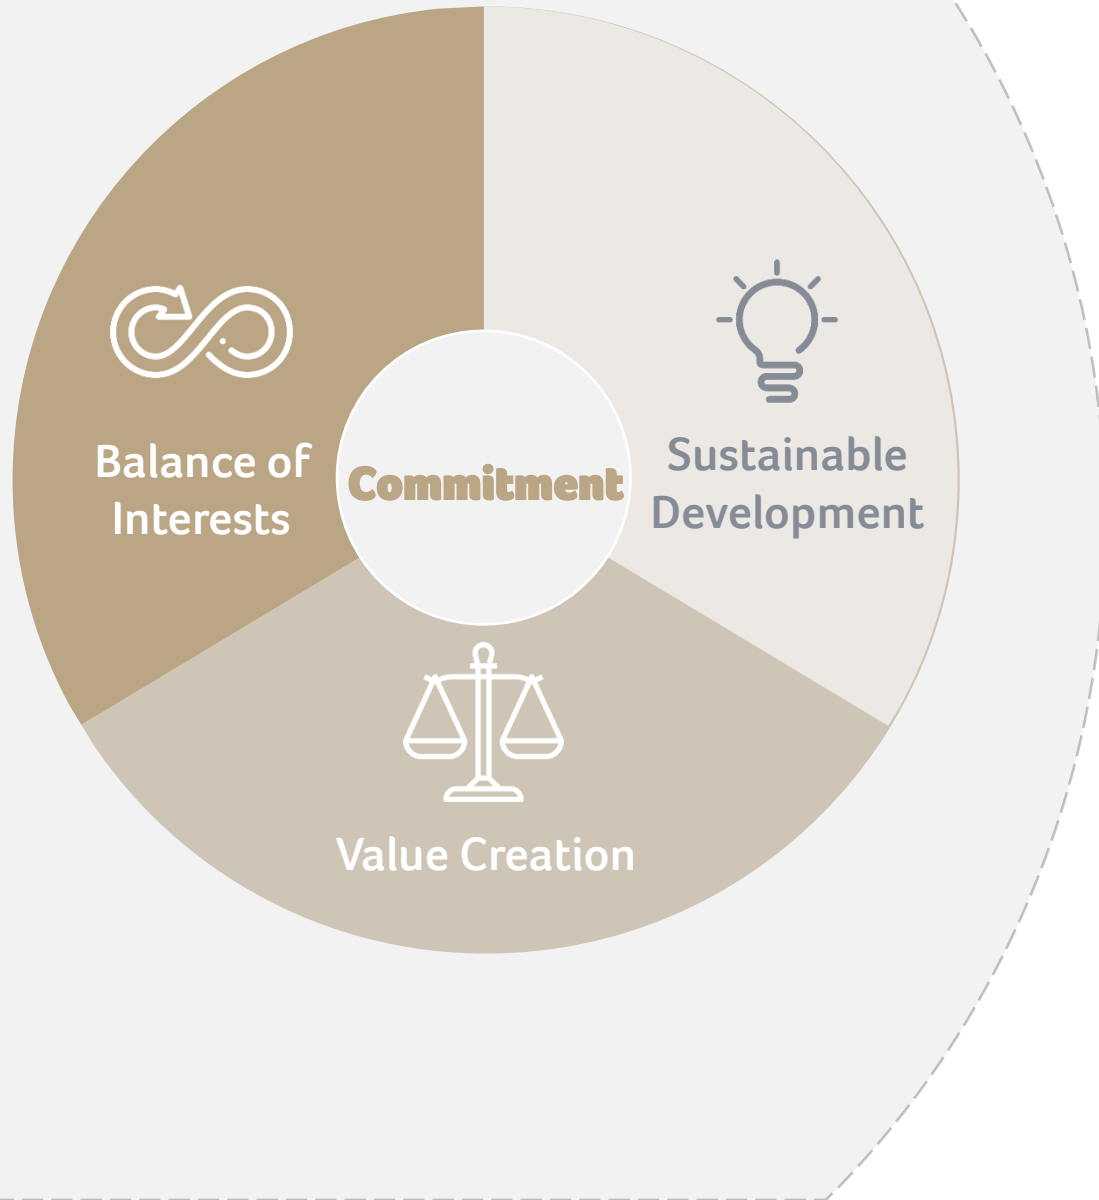 Balance of
Interests
Commitment
Sustainable
Development
Value Creation